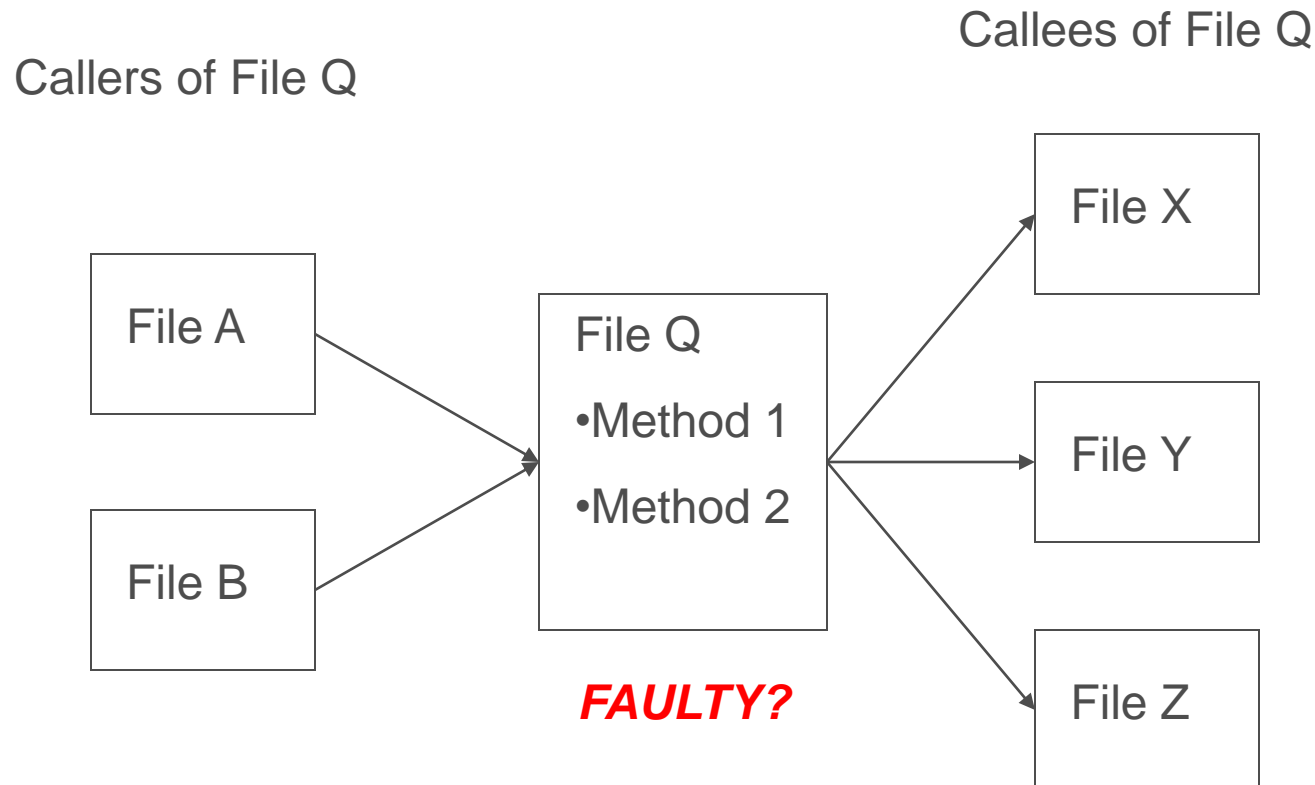 Callees of File Q
Callers of File Q
File X
File A
File Q
•Method 1
•Method 2
File Y
File B
FAULTY?
File Z